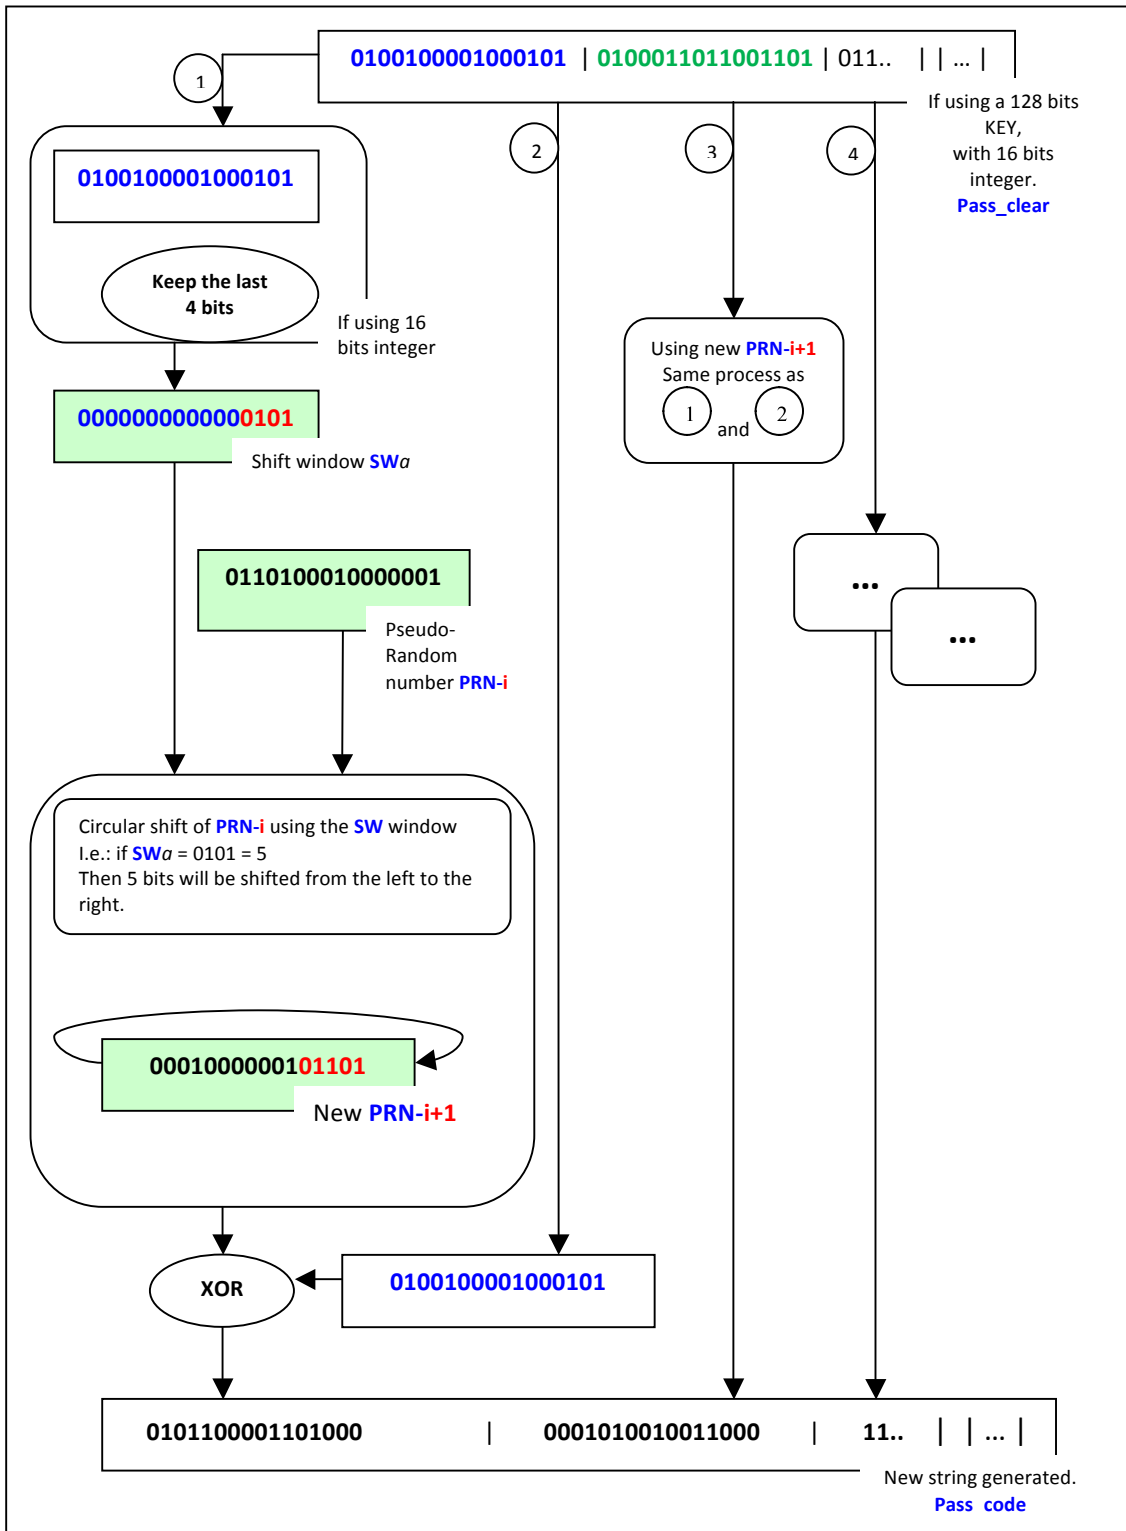 0100100001000101 | 0100011011001101 | 011.. | | ... |
1
2
3
4
If using a 128 bits
KEY,
with 16 bits
integer.
Pass_clear
0100100001000101
Keep the last
4 bits
If using 16
bits integer
0000000000000101
Shift window SWa
Using new PRN-i+1
Same process as
1 and 2
0110100010000001
Pseudo-
Random
number PRN-i
...
...
Circular shift of PRN-i using the SW window
I.e.: if SWa = 0101 = 5
Then 5 bits will be shifted from the left to the
right.
0001000000101101
New PRN-i+1
XOR
0100100001000101
0101100001101000 | 0001010010011000 | 11.. | | ... |
New string generated.
Pass code